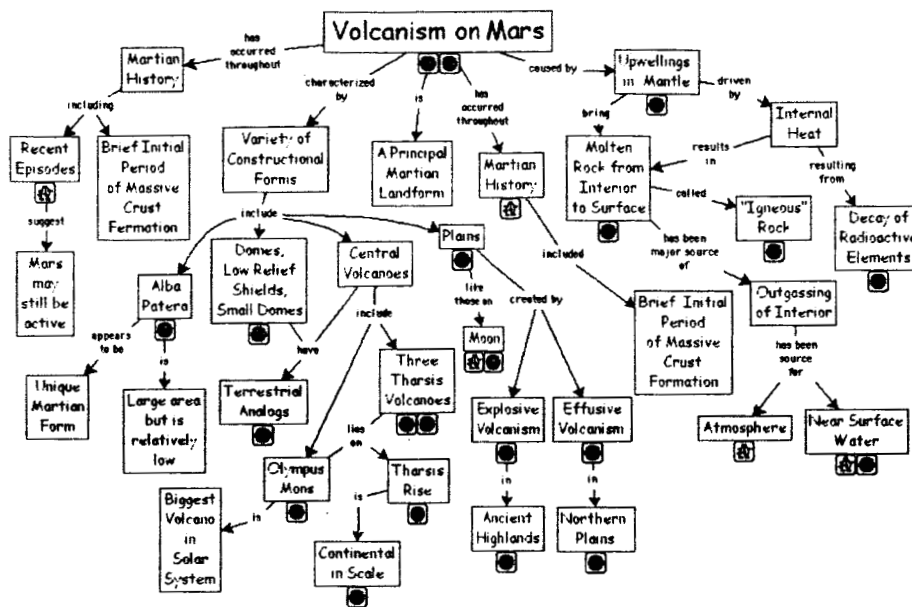 Volcanism on Mars
has
occurred
throughout
Martian
History
including
Recent
Episodes
suggest
Mars
may
still be
active
Brief Initial
Period
of Massive
Crust
Fermation
characterized
by
Variety of
Constructional
Forms
include
Alba
Patera
appears
to be
Unique
Martian
Form
is
Large area
but is
relatively
low
Domes,
Low Relief
Shields,
Small Domes
have
Terrestrial
Analogs
Central
Volcanoes
include
Olympus
Mons
is
Biggest
Volcano
in
Solar
System
Three
Tharsis
Volcanoes
lies
on
Tharsis
Rise
is
Continental
in Scale
Plains
like
those on
Moon
created by
Explosive
Volcanism
in
Ancient
Highlands
Effusive
Volcanism
in
Northern
Plains
is
A Principal
Martian
Landform
has
occurred
throughout
Martian
History
included
Brief Initial
Period
of Massive
Crust
Formation
caused by
Upwellings
in Mantle
bring
Molten
Rock from
Interior
to Surface
driven
by
Internal
Heat
results
in
resulting
from
Decay of
Radioactive
Elements
called
"Igneous"
Rock
has been
major source
of
Outgassing
of Interior
has been
source
for
Atmosphere
Near Surface
Water